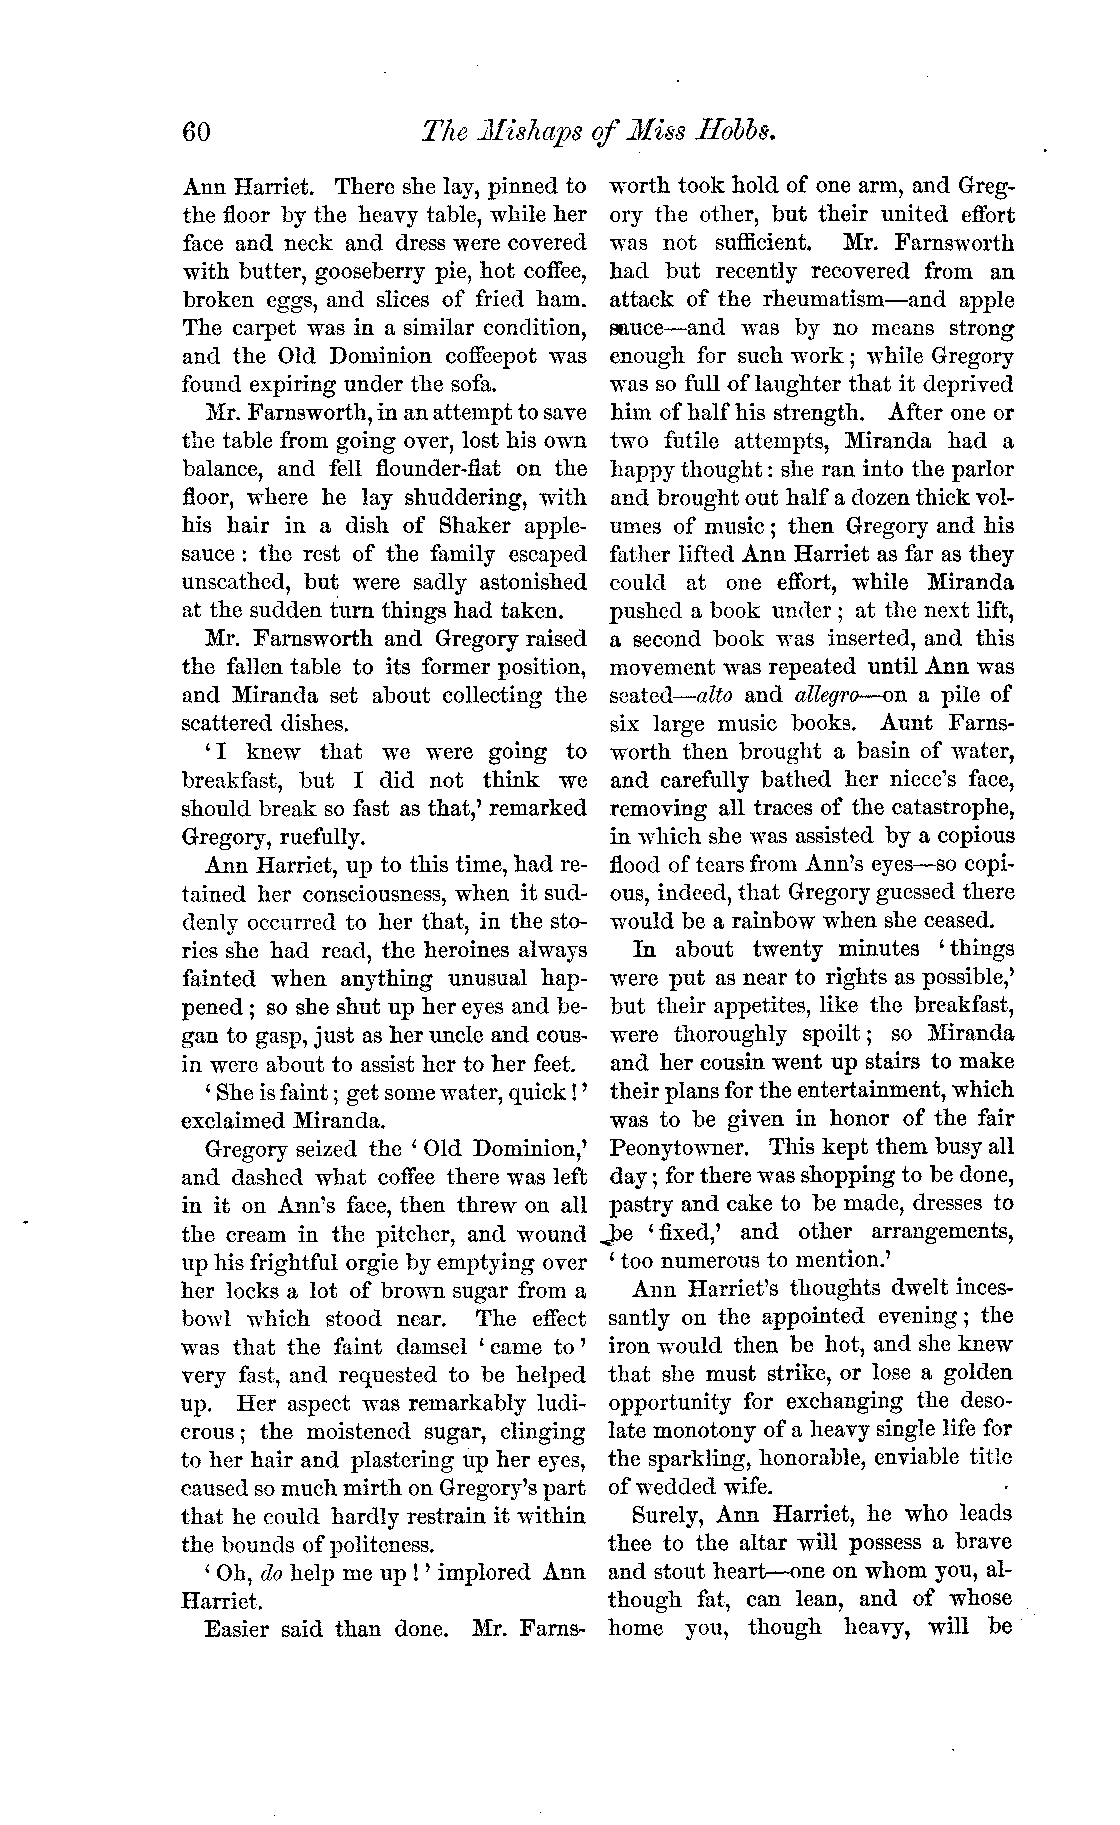 60
The Mishaps of Miss Hobbs.
Ann Harriet. There she lay, pinned to
the floor by the heavy table, while her
face and neck and dress were covered
with butter, gooseberry pie, hot coffee,
broken eggs, and slices of fried ham.
The carpet was in a similar condition,
and the Old Dominion coffeepot was
found expiring under the sofa.
Mr. Farnsworth, in an attempt to save
the table from going over, lost his own
balance, and fell flounder-flat on the
floor, where he lay shuddering, with
his hair in a dish of Shaker apple-
sauce: the rest of the family escaped
unscathed, but were sadly astonished
at the sudden turn things had taken.
Mr. Farnsworth and Gregory raised
the fallen table to its former position,
and Miranda set about collecting the
scattered dishes.
'I knew that we were going to
breakfast, but I did not think we
should break so fast as that,' remarked
Gregory, ruefully.
Ann Harriet, up to this time, had re-
tained her consciousness, when it sud-
denly occurred to her that, in the sto-
ries she had read, the heroines always
fainted when anything unusual hap-
pened; so she shut up her eyes and be-
gan to gasp, just as her uncle and cous-
in were about to assist her to her feet.
'She is faint; get some water, quick!'
exclaimed Miranda.
Gregory seized the 'Old Dominion,'
and dashed what coffee there was left
in it on Ann's face, then threw on all
the cream in the pitcher, and wound
up his frightful orgie by emptying over
her locks a lot of brown sugar from a
bowl which stood near. The effect
was that the faint damsel 'came to'
very fast, and requested to be helped
up. Her aspect was remarkably ludi-
crous; the moistened sugar, clinging
to her hair and plastering up her eyes,
caused so much mirth on Gregory's part
that he could hardly restrain it within
the bounds of politeness.
'Oh, do help me up!' implored Ann
Harriet.
Easier said than done. Mr. Farns-
worth took hold of one arm, and Greg-
ory the other, but their united effort
was not sufficient. Mr. Farnsworth
had but recently recovered from an
attack of the rheumatism—and apple
sauce—and was by no means strong
enough for such work; while Gregory
was so full of laughter that it deprived
him of half his strength. After one or
two futile attempts, Miranda had a
happy thought: she ran into the parlor
and brought out half a dozen thick vol-
umes of music; then Gregory and his
father lifted Ann Harriet as far as they
could at one effort, while Miranda
pushed a book under; at the next lift,
a second book was inserted, and this
movement was repeated until Ann was
seated—alto and allegro—on a pile of
six large music books. Aunt Farns-
worth then brought a basin of water,
and carefully bathed her niece's face,
removing all traces of the catastrophe,
in which she was assisted by a copious
flood of tears from Ann's eyes—so copi-
ous, indeed, that Gregory guessed there
would be a rainbow when she ceased.
In about twenty minutes 'things
were put as near to rights as possible,'
but their appetites, like the breakfast,
were thoroughly spoilt; so Miranda
and her cousin went up stairs to make
their plans for the entertainment, which
was to be given in honor of the fair
Peonytowner. This kept them busy all
day; for there was shopping to be done,
pastry and cake to be made, dresses to
be 'fixed,' and other arrangements,
'too numerous to mention.'
Ann Harriet's thoughts dwelt inces-
santly on the appointed evening; the
iron would then be hot, and she knew
that she must strike, or lose a golden
opportunity for exchanging the deso-
late monotony of a heavy single life for
the sparkling, honorable, enviable title
of wedded wife.
Surely, Ann Harriet, he who leads
thee to the altar will possess a brave
and stout heart—one on whom you, al-
though fat, can lean, and of whose
home you, though heavy, will be